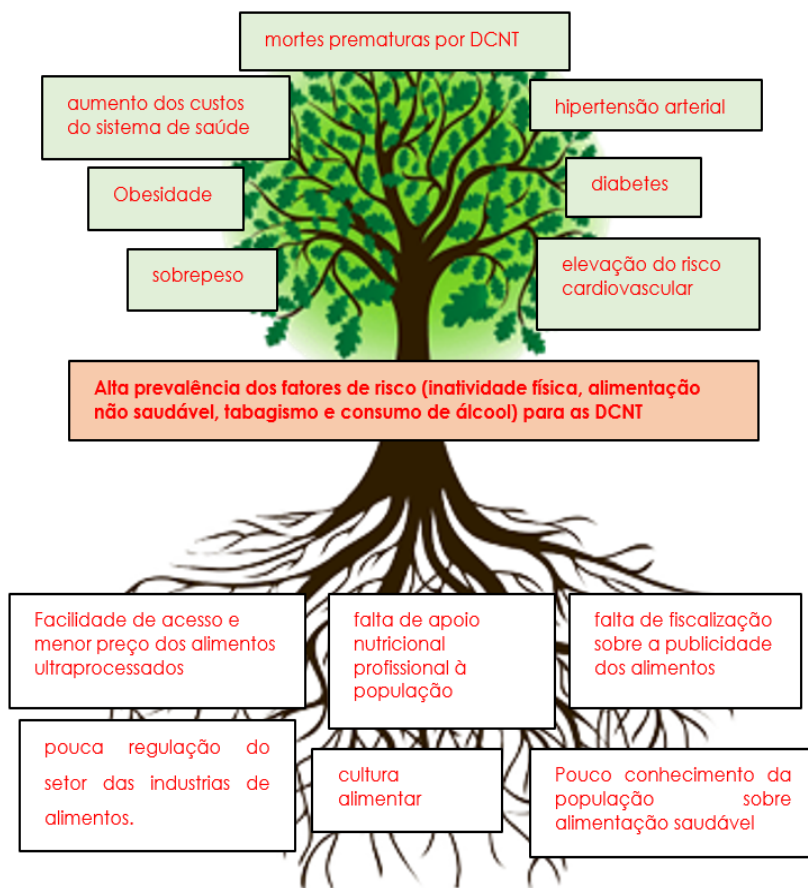 mortes prematuras por DCNT
aumento dos custos
do sistema de saúde
hipertensão arterial
Obesidade
diabetes
sobrepeso
elevação do risco
cardiovascular
Alta prevalência dos fatores de risco (inatividade física, alimentação
não saudável, tabagismo e consumo de álcool) para as DCNT
Facilidade de acesso e
menor preço dos alimentos
ultraprocessados
falta de apoio
nutricional
profissional à
população
falta de fiscalização
sobre a publicidade
dos alimentos
pouca regulação do
setor das industrias de
alimentos.
cultura
alimentar
Pouco conhecimento da
população sobre
alimentação saudável